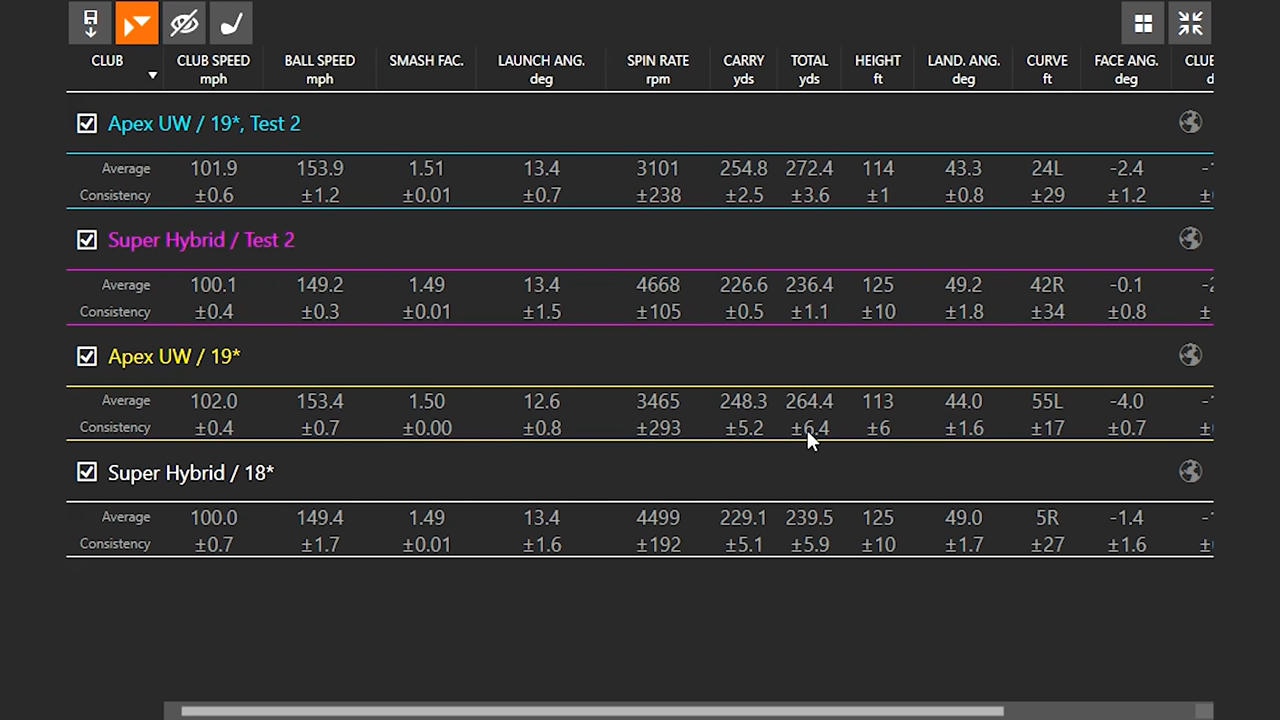 CLUB CLUB SPEED BALL SPEED SMASH FAC. LAUNCH ANG. SPIN RATE CARRY TOTAL HEIGHT LAND. ANG. CURVE FACE ANG. CLUB
mph mph deg rpm yds yds ft deg ft deg d
Apex UW / 19*, Test 2
Average 101.9 153.9 1.51 13.4 3101 254.8 272.4 114 43.3 24L -2.4
Consistency ±0.6 ±1.2 ±0.01 ±0.7 ±238 ±2.5 ±3.6 ±1 ±0.8 ±29 ±1.2
Super Hybrid / Test 2
Average 100.1 149.2 1.49 13.4 4668 226.6 236.4 125 49.2 42R -0.1
Consistency ±0.4 ±0.3 ±0.01 ±1.5 ±105 ±0.5 ±1.1 ±10 ±1.8 ±34 ±0.8
Apex UW / 19*
Average 102.0 153.4 1.50 12.6 3465 248.3 264.4 113 44.0 55L -4.0
Consistency ±0.4 ±0.7 ±0.00 ±0.8 ±293 ±5.2 ±6.4 ±6 ±1.6 ±17 ±0.7
Super Hybrid / 18*
Average 100.0 149.4 1.49 13.4 4499 229.1 239.5 125 49.0 5R -1.4
Consistency ±0.7 ±1.7 ±0.01 ±1.6 ±192 ±5.1 ±5.9 ±10 ±1.7 ±27 ±1.6